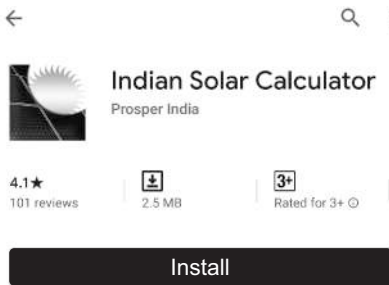 Indian Solar Calculator
Prosper India
4.1★
101 reviews
2.5 MB
3+
Rated for 3+
Install